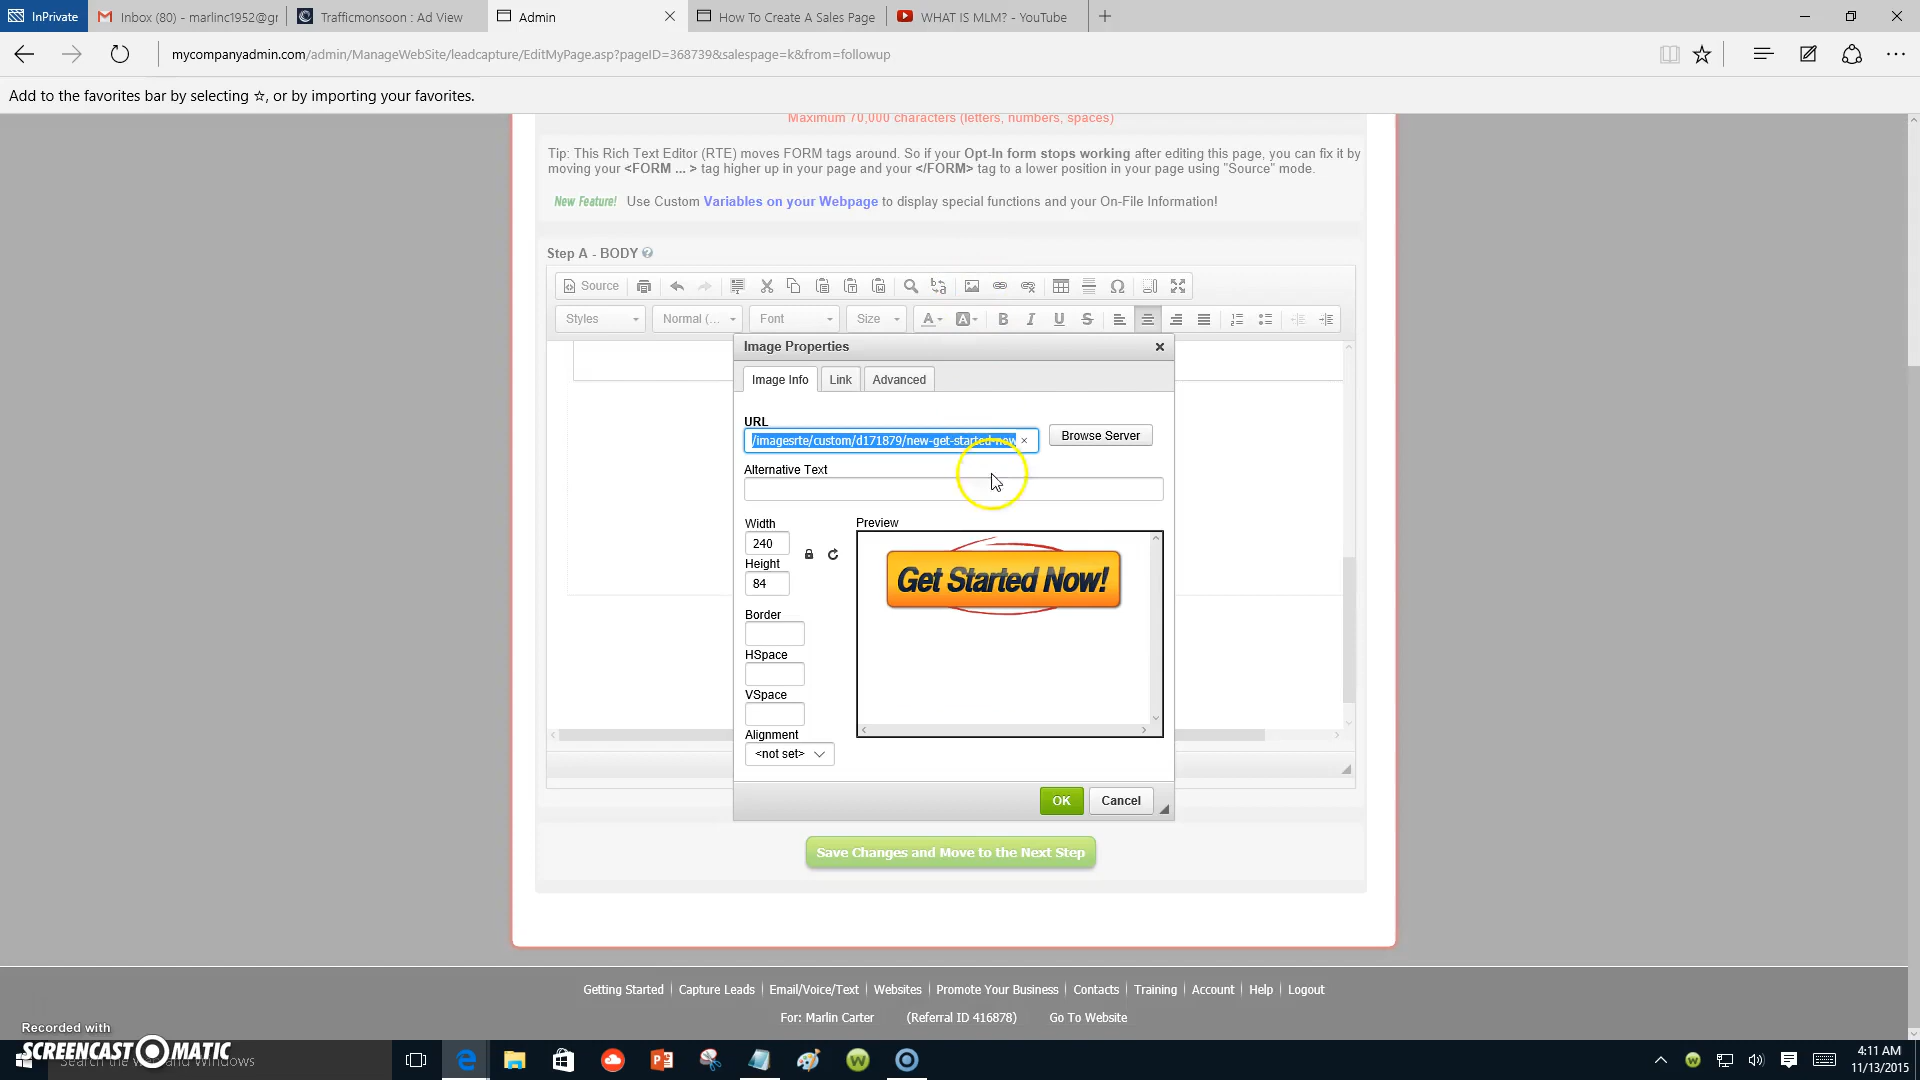 InPrivate
Inbox (80) - marlinc1952@gr
Trafficmonsoon : Ad View
Admin
How To Create A Sales Page
WHAT IS MLM? - YouTube
mycompanyadmin.com/admin/ManageWebSite/leadcapture/EditMyPage.asp?pageID=368739&salespage=k&from=followup
Add to the favorites bar by selecting ☆, or by importing your favorites.
Maximum 70,000 characters (letters, numbers, spaces)
Tip: This Rich Text Editor (RTE) moves FORM tags around. So if your Opt-In form stops working after editing this page, you can fix it by
moving your <FORM ... > tag higher up in your page and your </FORM> tag to a lower position in your page using "Source" mode.
New Feature! Use Custom Variables on your Webpage to display special functions and your On-File Information!
Step A - BODY
Source
Styles Normal (... Font Size
Image Properties
Image Info Link Advanced
URL
/imagesrte/custom/d171879/new-get-started-now
Browse Server
Alternative Text
Width
240
Height
84
Border
HSpace
VSpace
Alignment
<not set>
Preview
Get Started Now!
OK Cancel
Save Changes and Move to the Next Step
Getting Started | Capture Leads | Email/Voice/Text | Websites | Promote Your Business | Contacts | Training | Account | Help | Logout
For: Marlin Carter (Referral ID 416878) Go To Website
Recorded with
SCREENCAST-O-MATIC
Search the web and Windows
4:11 AM
11/13/2015